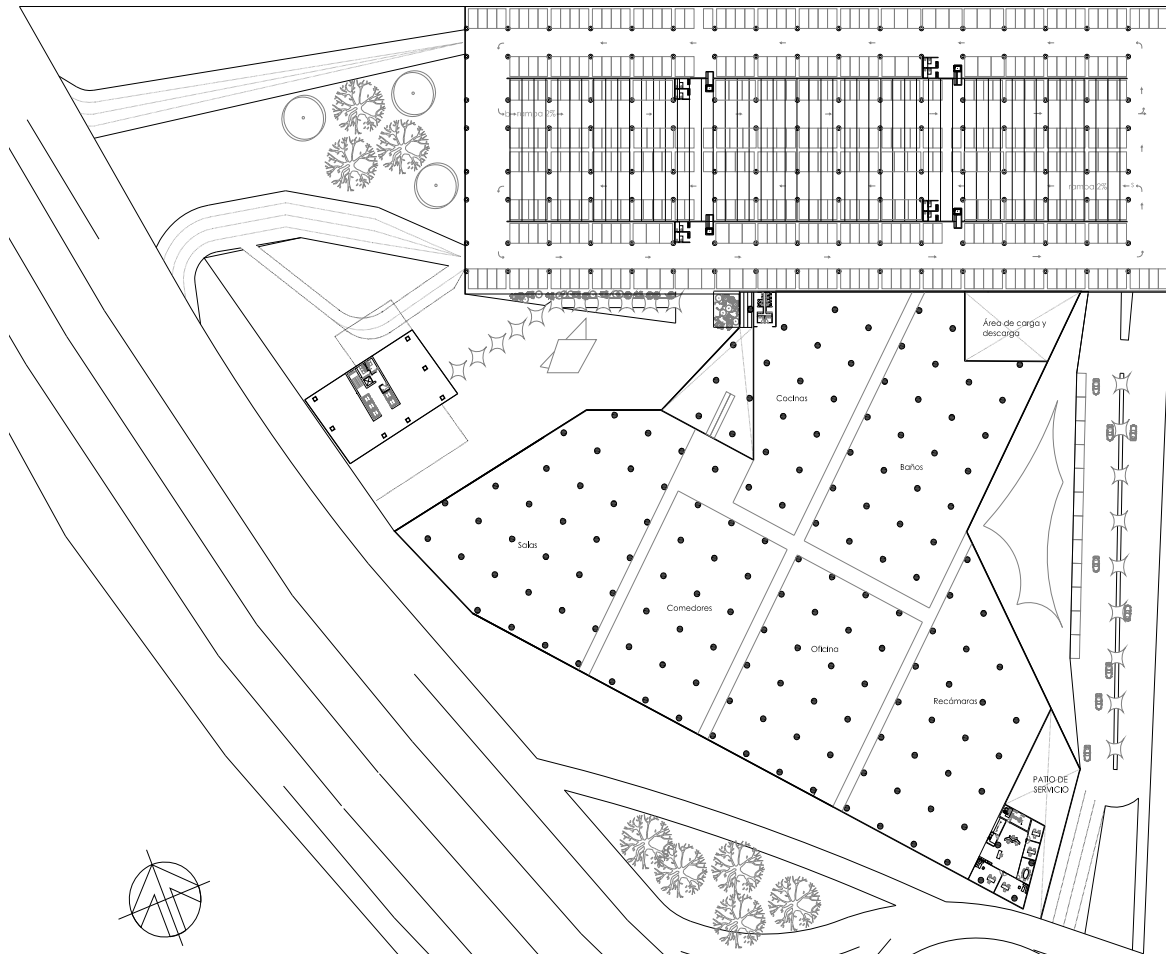 rampa 2%
rampa 2%
Área de carga y
descarga
Cocinas
Baños
Salas
Comedores
Oficina
Recámaras
PATIO DE
SERVICIO